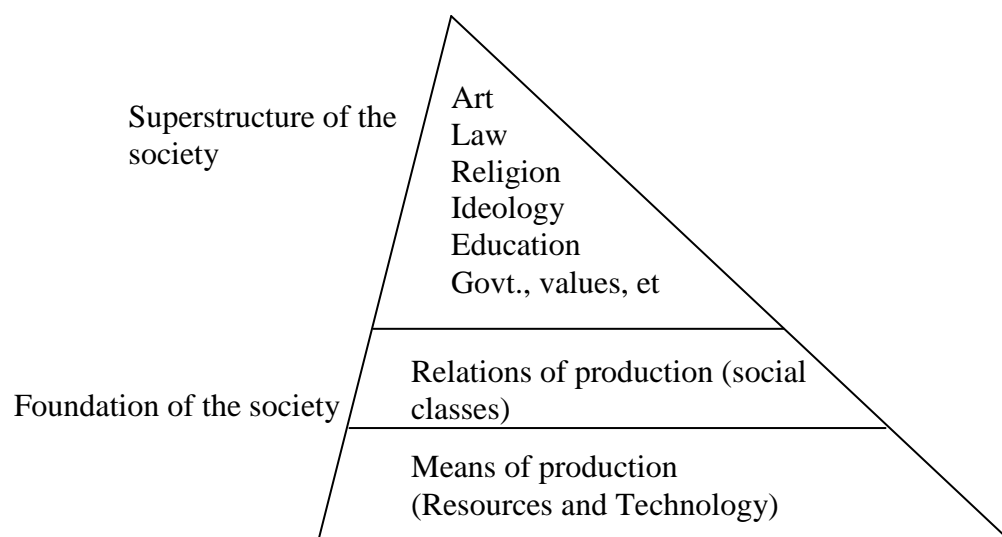 Superstructure of the
society
Art
Law
Religion
Ideology
Education
Govt., values, et
Foundation of the society
Relations of production (social
classes)
Means of production
(Resources and Technology)